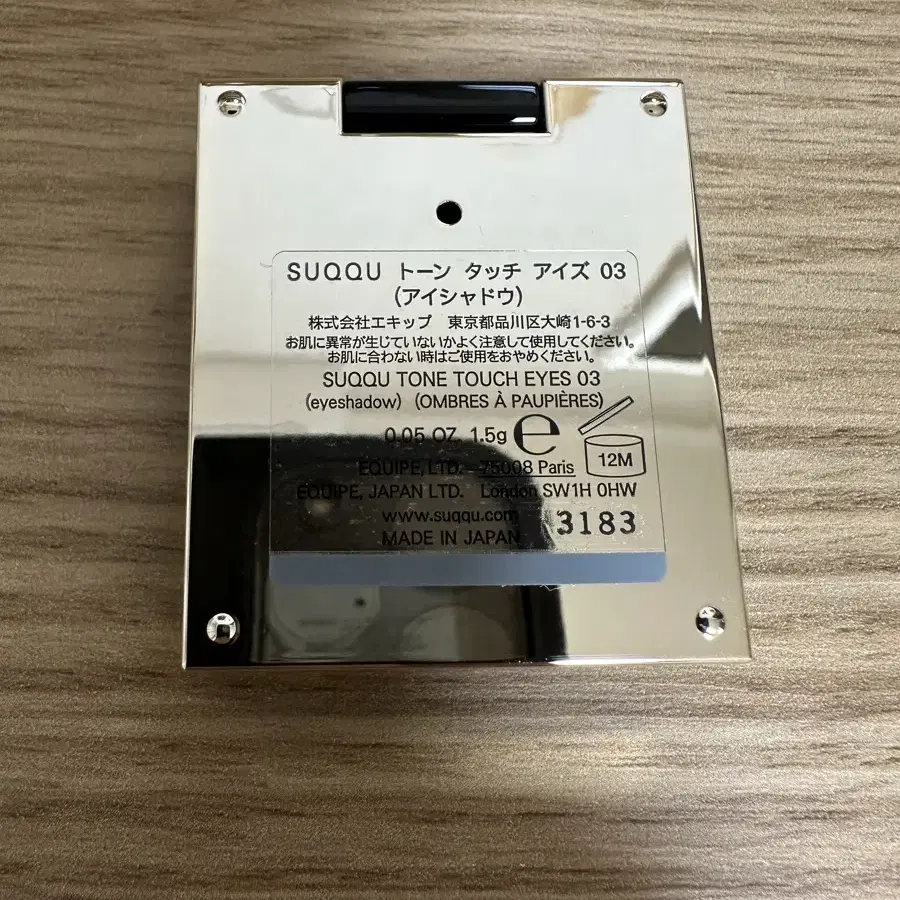 SUQQU トーン タッチ アイズ 03
(アイシャドウ)
株式会社エキップ 東京都品川区大崎1-6-3
お肌に異常が生じていないかよく注意して使用してください。
お肌に合わない時はご使用をおやめください。
SUQQU TONE TOUCH EYES 03
(eyeshadow) (OMBRES À PAUPIÈRES)
0.05 OZ. 1.5g e
12M
EQUIPE, LTD. 75008 Paris
EQUIPE, JAPAN LTD. London SW1H 0HW
www.suqqu.com 3183
MADE IN JAPAN